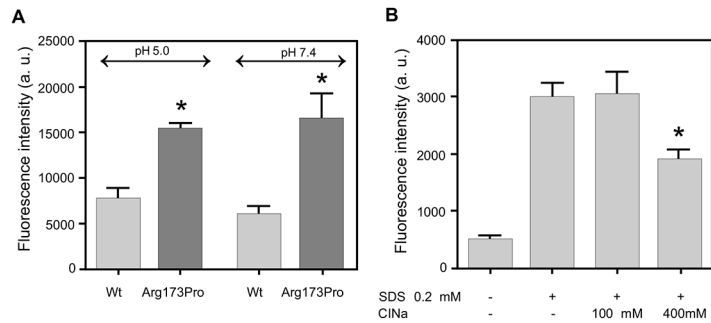 A
Fluorescence intensity (a. u.)
25000
20000
15000
10000
5000
0
pH 5.0
pH 7.4
*
*
Wt
Arg173Pro
Wt
Arg173Pro
B
Fluorescence intensity (a. u.)
4000
3000
2000
1000
0
*
SDS 0.2 mM - + + +
ClNa - - 100 mM 400mM